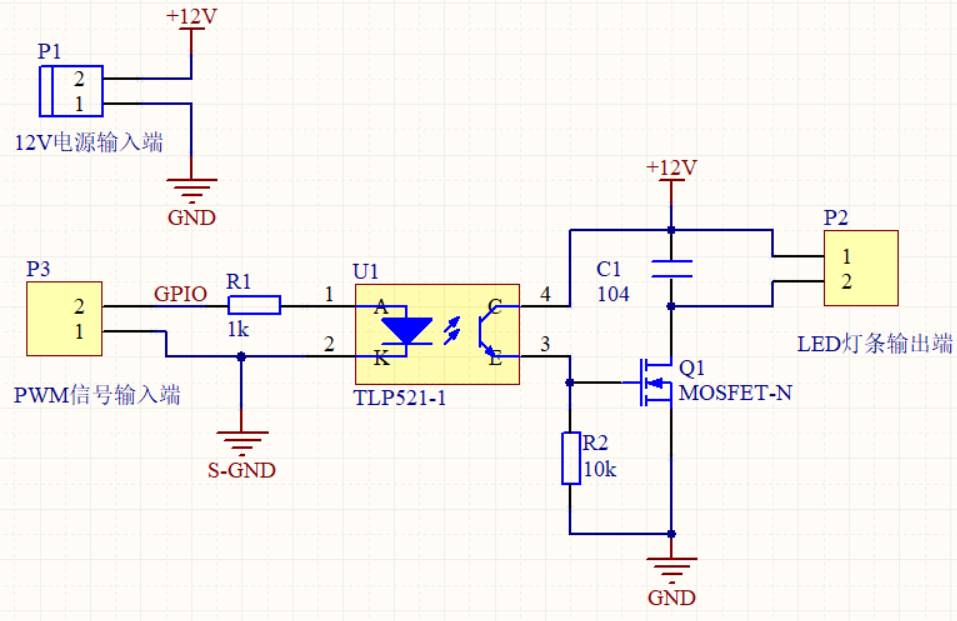 +12V
P1
2
1
12V电源输入端
GND
+12V
P2
1
2
LED灯条输出端
P3
2
1
GPIO
R1
1k
PWM信号输入端
S-GND
U1
1
A
C
4
2
K
E
3
TLP521-1
C1
104
Q1
MOSFET-N
R2
10k
GND